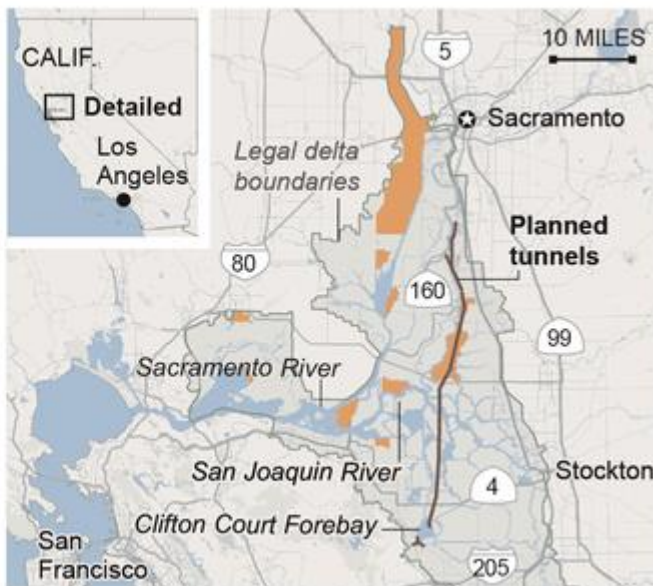 CALIF.
Detailed
Los
Angeles
5
10 MILES
Sacramento
Legal delta
boundaries
Planned
tunnels
80
160
99
Sacramento River
San Joaquin River
Stockton
4
Clifton Court Forebay
San
Francisco
205